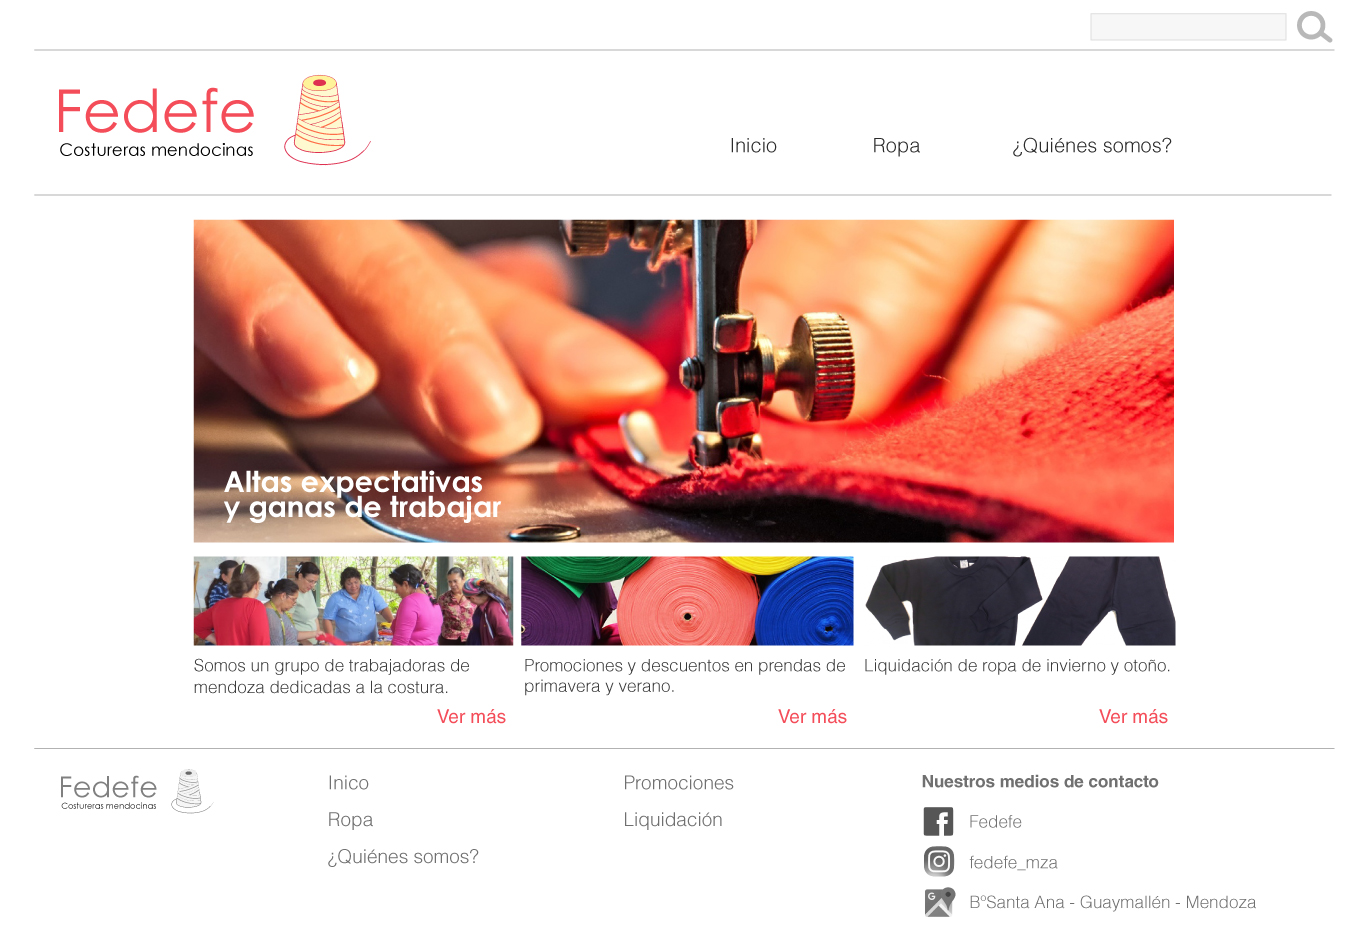 Fedefe
Costureras mendocinas
Inicio
Ropa
¿Quiénes somos?
Altas expectativas
y ganas de trabajar
Somos un grupo de trabajadoras de
mendoza dedicadas a la costura.
Ver más
Promociones y descuentos en prendas de
primavera y verano.
Ver más
Liquidación de ropa de invierno y otoño.
Ver más
Fedefe
Costureras mendocinas
Inico
Ropa
¿Quiénes somos?
Promociones
Liquidación
Nuestros medios de contacto
Fedefe
fedefe_mza
G
BºSanta Ana - Guaymallén - Mendoza